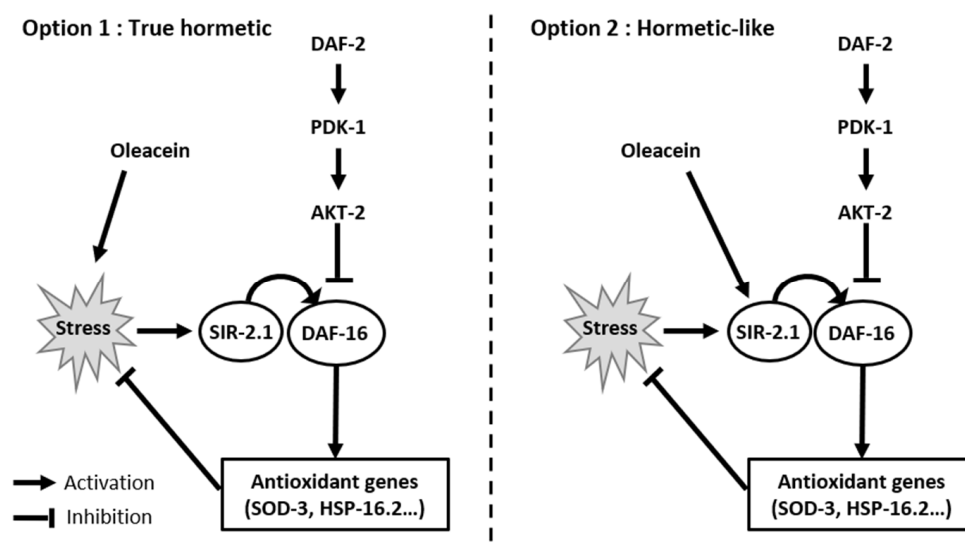 Option 1 : True hormetic
DAF-2
PDK-1
Oleacein
AKT-2
Stress
SIR-2.1
DAF-16
Antioxidant genes
(SOD-3, HSP-16.2...)
Activation
Inhibition
Option 2 : Hormetic-like
DAF-2
PDK-1
Oleacein
AKT-2
Stress
SIR-2.1
DAF-16
Antioxidant genes
(SOD-3, HSP-16.2...)